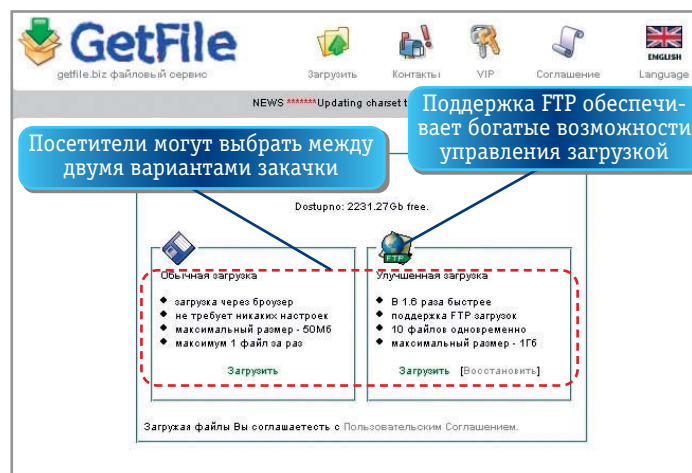 GetFile
getfile.biz файловый сервис
Загрузить
Контакты
VIP
Соглашение
ENGLISH
Language
NEWS *******Updating charset t
Посетители могут выбрать между
двумя вариантами закачки
Поддержка FTP обеспечи-
вает богатые возможности
управления загрузкой
Dostupno: 2231.27Gb free.
Обычная загрузка
загрузка через броузер
не требует никаких настроек
максимальный размер - 50Мб
максимум 1 файл за раз
Загрузить
FTP
Улучшенная загрузка
В 1.6 раза быстрее
поддержка FTP загрузок
10 файлов одновременно
максимальный размер - 1Гб
Загрузить [Восстановить]
Загружая файлы Вы соглашаетесть с Пользовательским Соглашением.